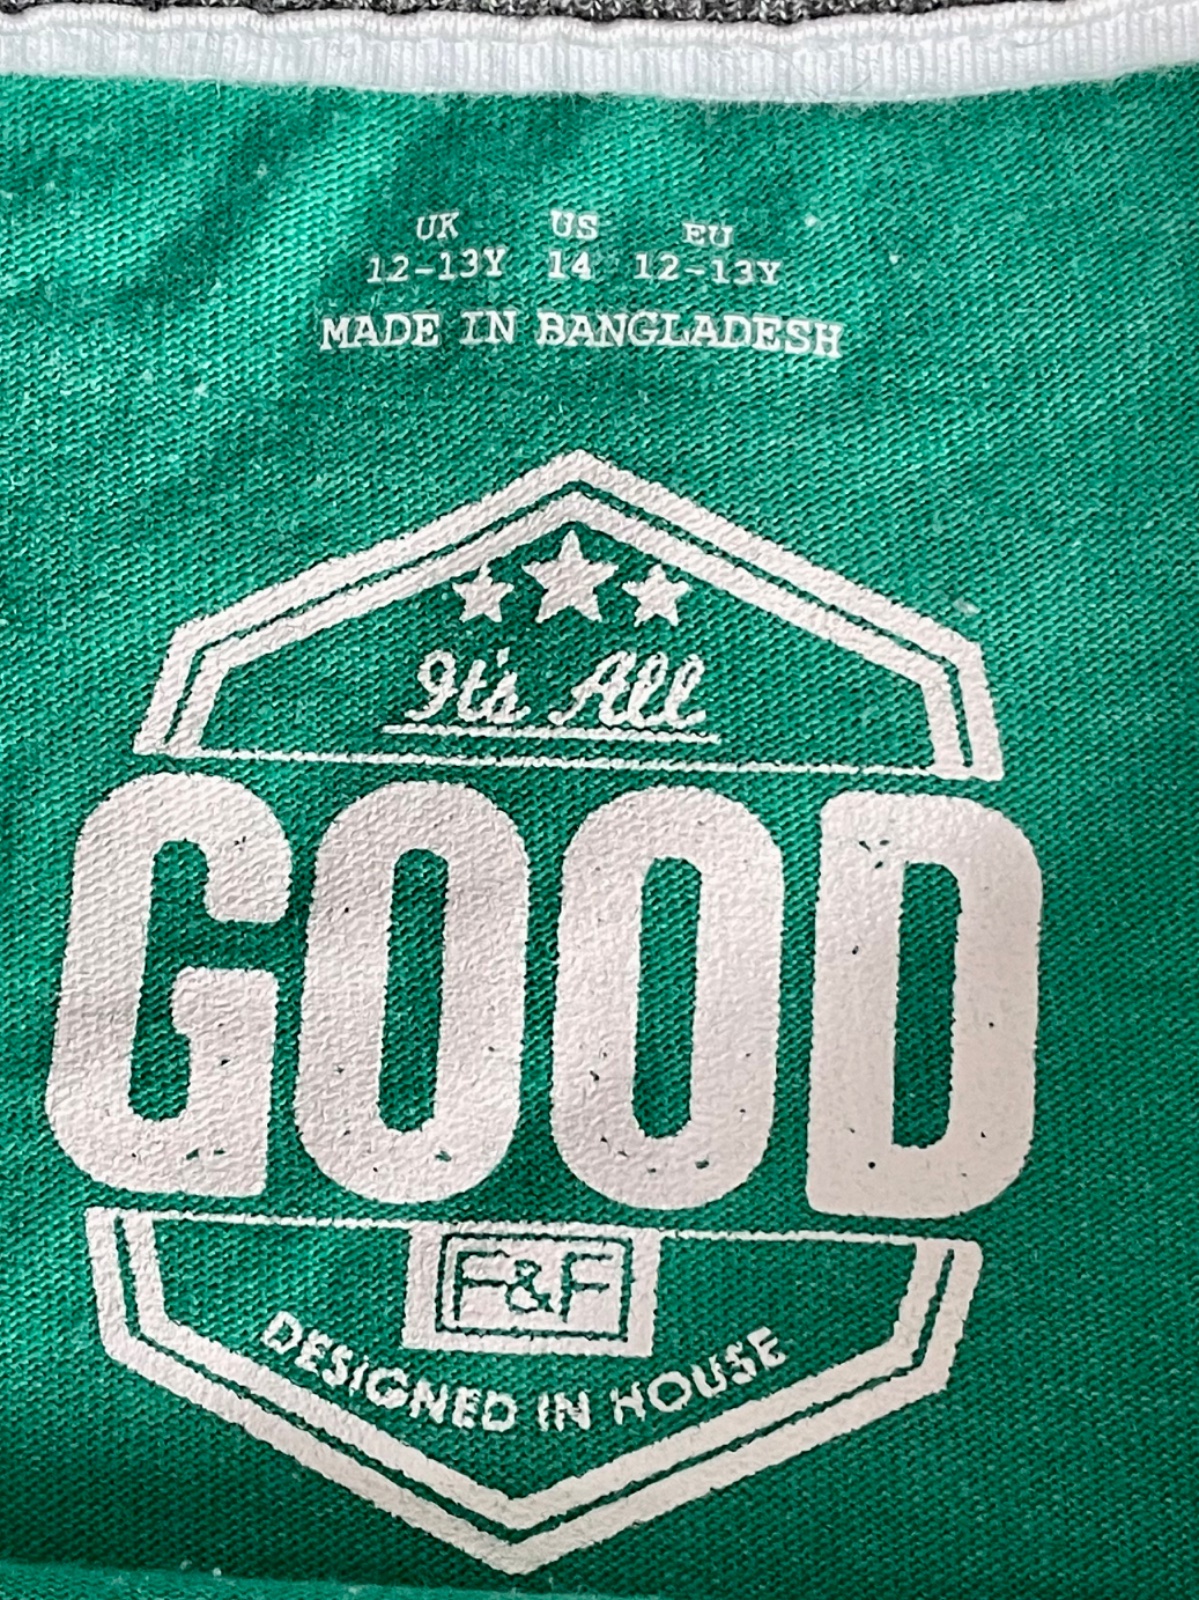 UK US EU
12-13Y 14 12-13Y
MADE IN BANGLADESH
It's All
GOOD
F&F
DESIGNED IN HOUSE